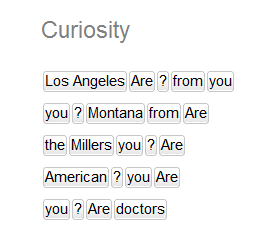 Curiosity
Los Angeles Are ? from you
you ? Montana from Are
the Millers you ? Are
American ? you Are
you ? Are doctors